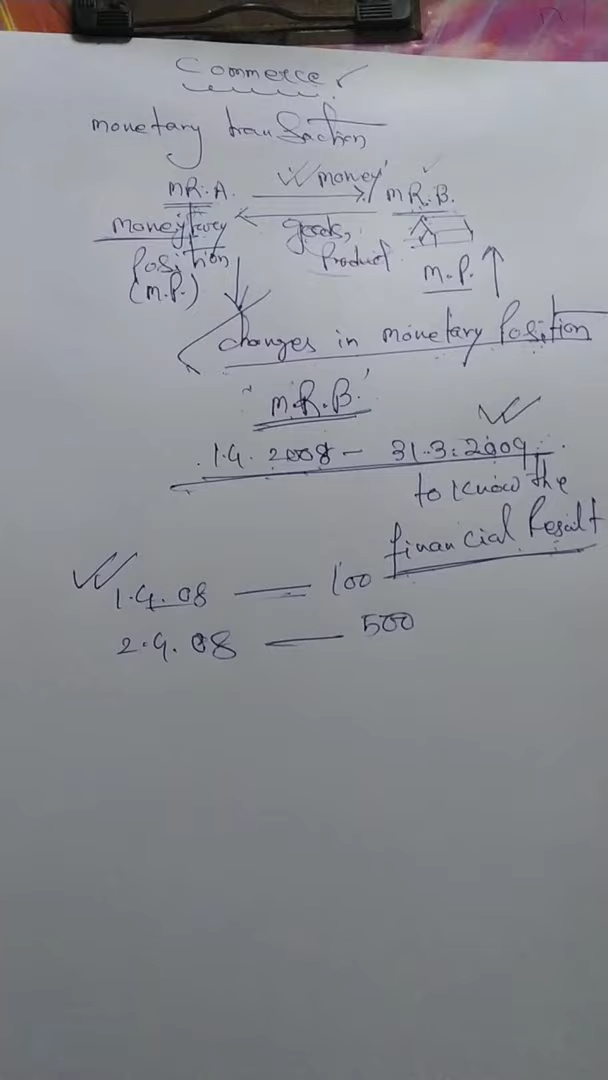 Commerce
monetary transaction
MR.A. money MR.B.
Monetary goods,
Position Product
(M.P.) M.P.
Changes in monetary Position
"M.R.B."
1.4.2008 - 31.3.2009.
to know the
financial Result
1.4.08 — 100
2.4.08 — 500